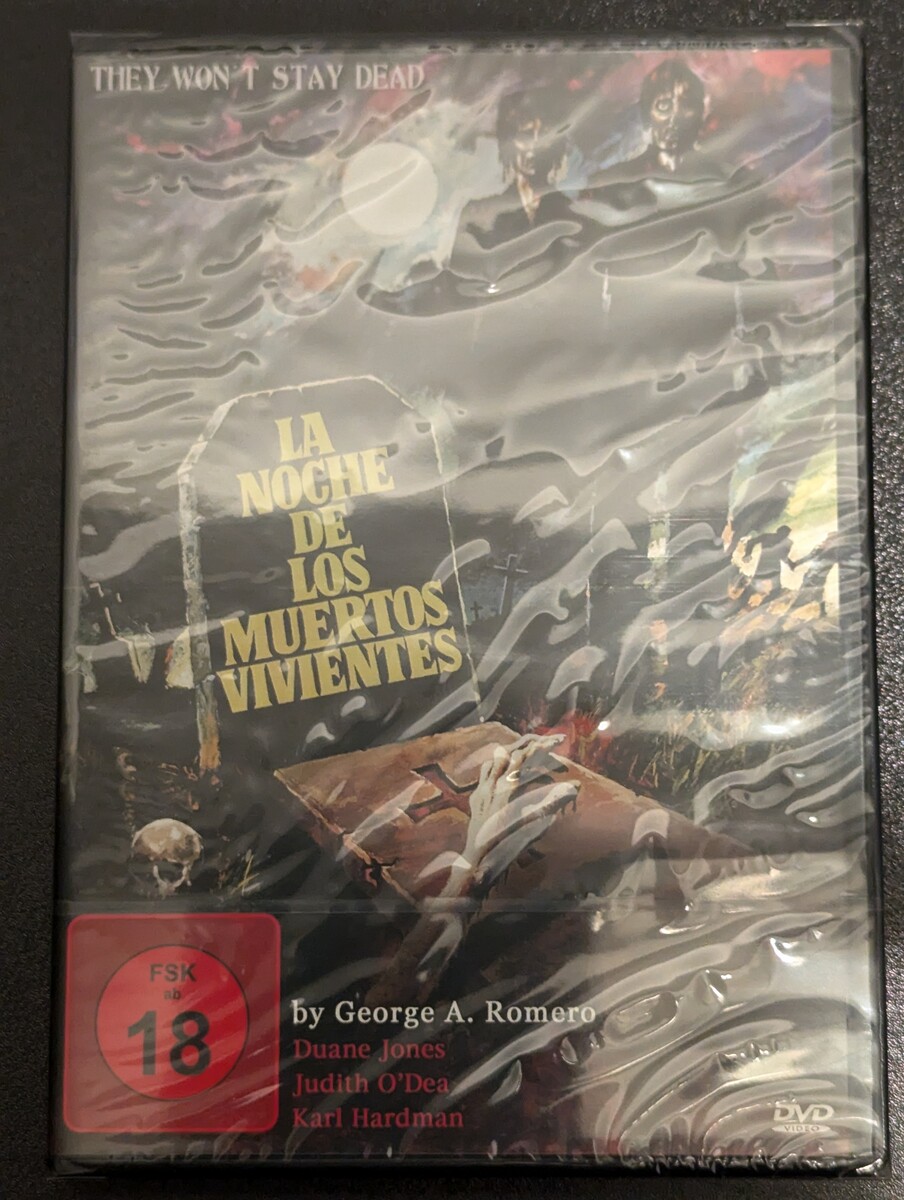 THEY WON'T STAY DEAD
LA
NOCHE
DE
LOS
MUERTOS
VIVIENTES
FSK
ab
18
by George A. Romero
Duane Jones
Judith O'Dea
Karl Hardman
DVD
VIDEO